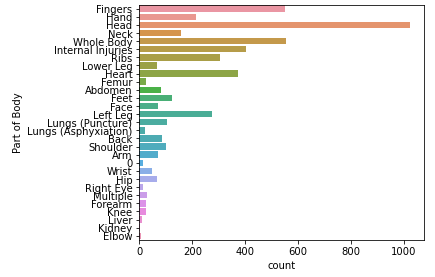 Part of Body
Fingers
Hand
Head
Neck
Whole Body
Internal Injuries
Ribs
Lower Leg
Heart
Femur
Abdomen
Feet
Face
Left Leg
Lungs (Puncture)
Lungs (Asphyxiation)
Back
Shoulder
Arm
0
Wrist
Hip
Right Eye
Multiple
Forearm
Knee
Liver
Kidney
Elbow
0 200 400 600 800 1000
count